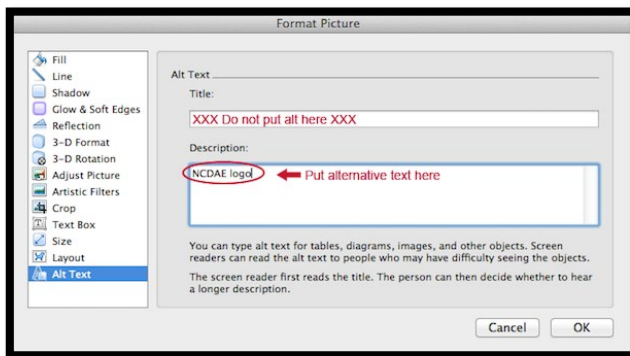 Format Picture
Fill
Line
Shadow
Glow & Soft Edges
Reflection
3-D Format
3-D Rotation
Adjust Picture
Artistic Filters
Crop
Text Box
Size
Layout
Alt Text
Alt Text
Title:
XXX Do not put alt here XXX
Description:
NCDAE logo
Put alternative text here
You can type alt text for tables, diagrams, images, and other objects. Screen
readers can read the alt text to people who may have difficulty seeing the objects.
The screen reader first reads the title. The person can then decide whether to hear
a longer description.
Cancel
OK